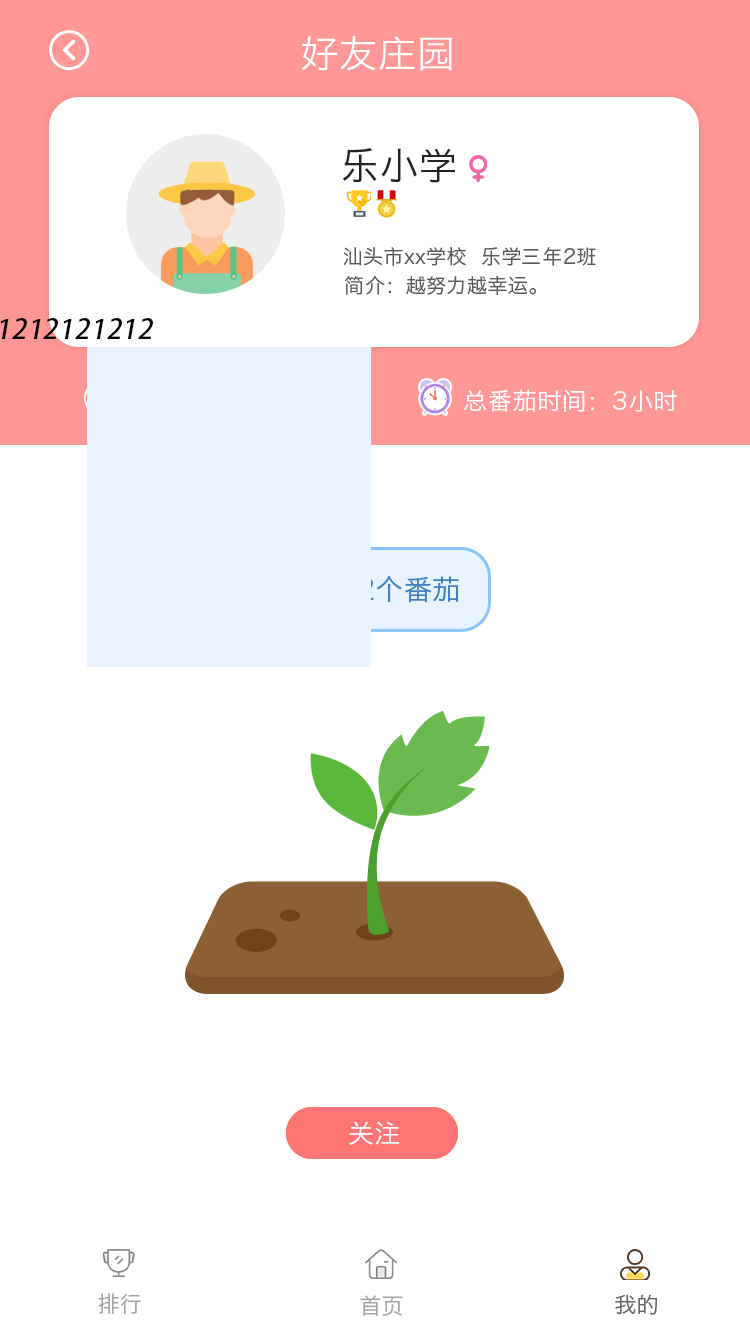 好友庄园
乐小学
汕头市xx学校 乐学三年2班
简介：越努力越幸运。
1212121212
总番茄时间：3小时
2个番茄
关注
排行
首页
我的